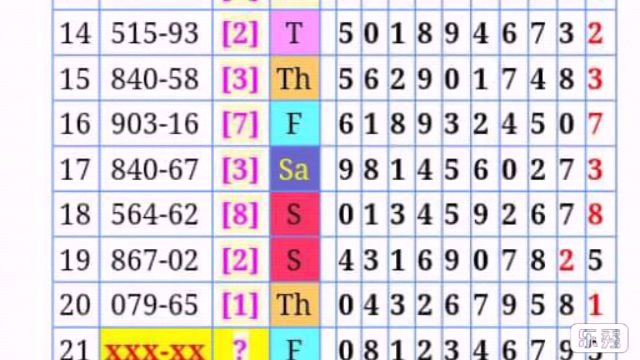 14 515-93 [2] T 5 0 1 8 9 4 6 7 3 2
15 840-58 [3] Th 5 6 2 9 0 1 7 4 8 3
16 903-16 [7] F 6 1 8 9 3 2 4 5 0 7
17 840-67 [3] Sa 9 8 1 4 5 6 0 2 7 3
18 564-62 [8] S 0 1 3 4 5 9 2 6 7 8
19 867-02 [2] S 4 3 1 6 9 0 7 8 2 5
20 079-65 [1] Th 0 4 3 2 6 7 9 5 8 1
21 xxx-xx ? F 0 8 1 2 3 4 6 7 9